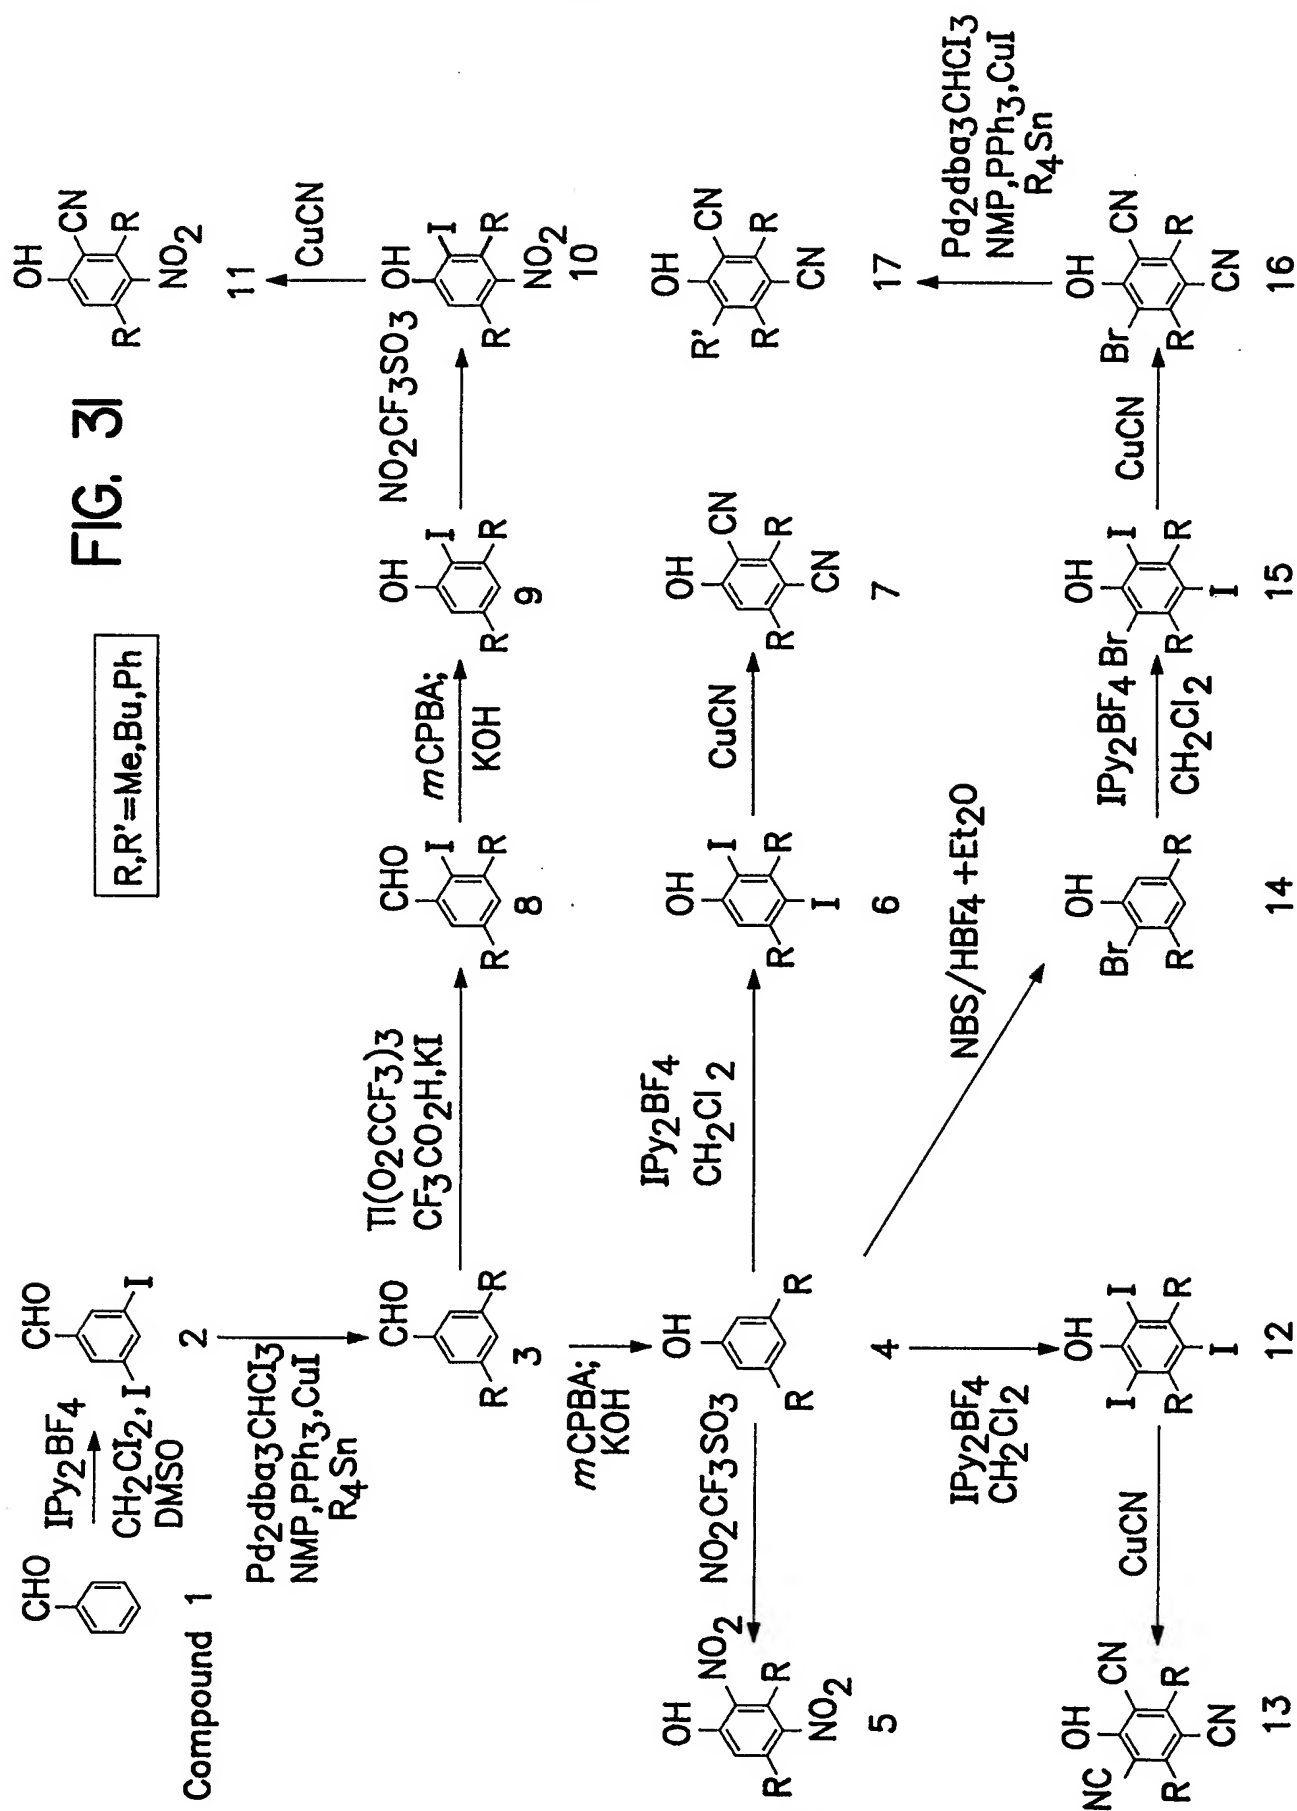 FIG. 3I
R,R'=Me,Bu,Ph
CHO
Compound 1
IPy2BF4
CH2Cl2,
DMSO
CHO
I
I
2
Pd2dba3CHCl3
NMP,PPh3,CuI
R4Sn
CHO
R
R
3
Tl(O2CCF3)3
CF3CO2H,KI
CHO
I
R
R
8
mCPBA;
KOH
OH
I
R
R
9
NO2CF3SO3
OH
I
R
R
NO2
10
CuCN
OH
CN
R
R
NO2
11
mCPBA;
KOH
OH
R
R
4
NO2CF3SO3
OH
NO2
R
R
NO2
5
IPy2BF4
CH2Cl2
OH
I
R
R
I
6
CuCN
OH
CN
R
R
CN
7
IPy2BF4
CH2Cl2
OH
I
I
R
R
I
12
CuCN
OH
NC
CN
R
R
CN
13
NBS/HBF4+Et2O
OH
Br
R
R
14
IPy2BF4
CH2Cl2
OH
Br
I
R
R
I
15
CuCN
OH
Br
CN
R
R
CN
16
Pd2dba3CHCl3
NMP,PPh3,CuI
R4Sn
OH
R'
CN
R
R
CN
17